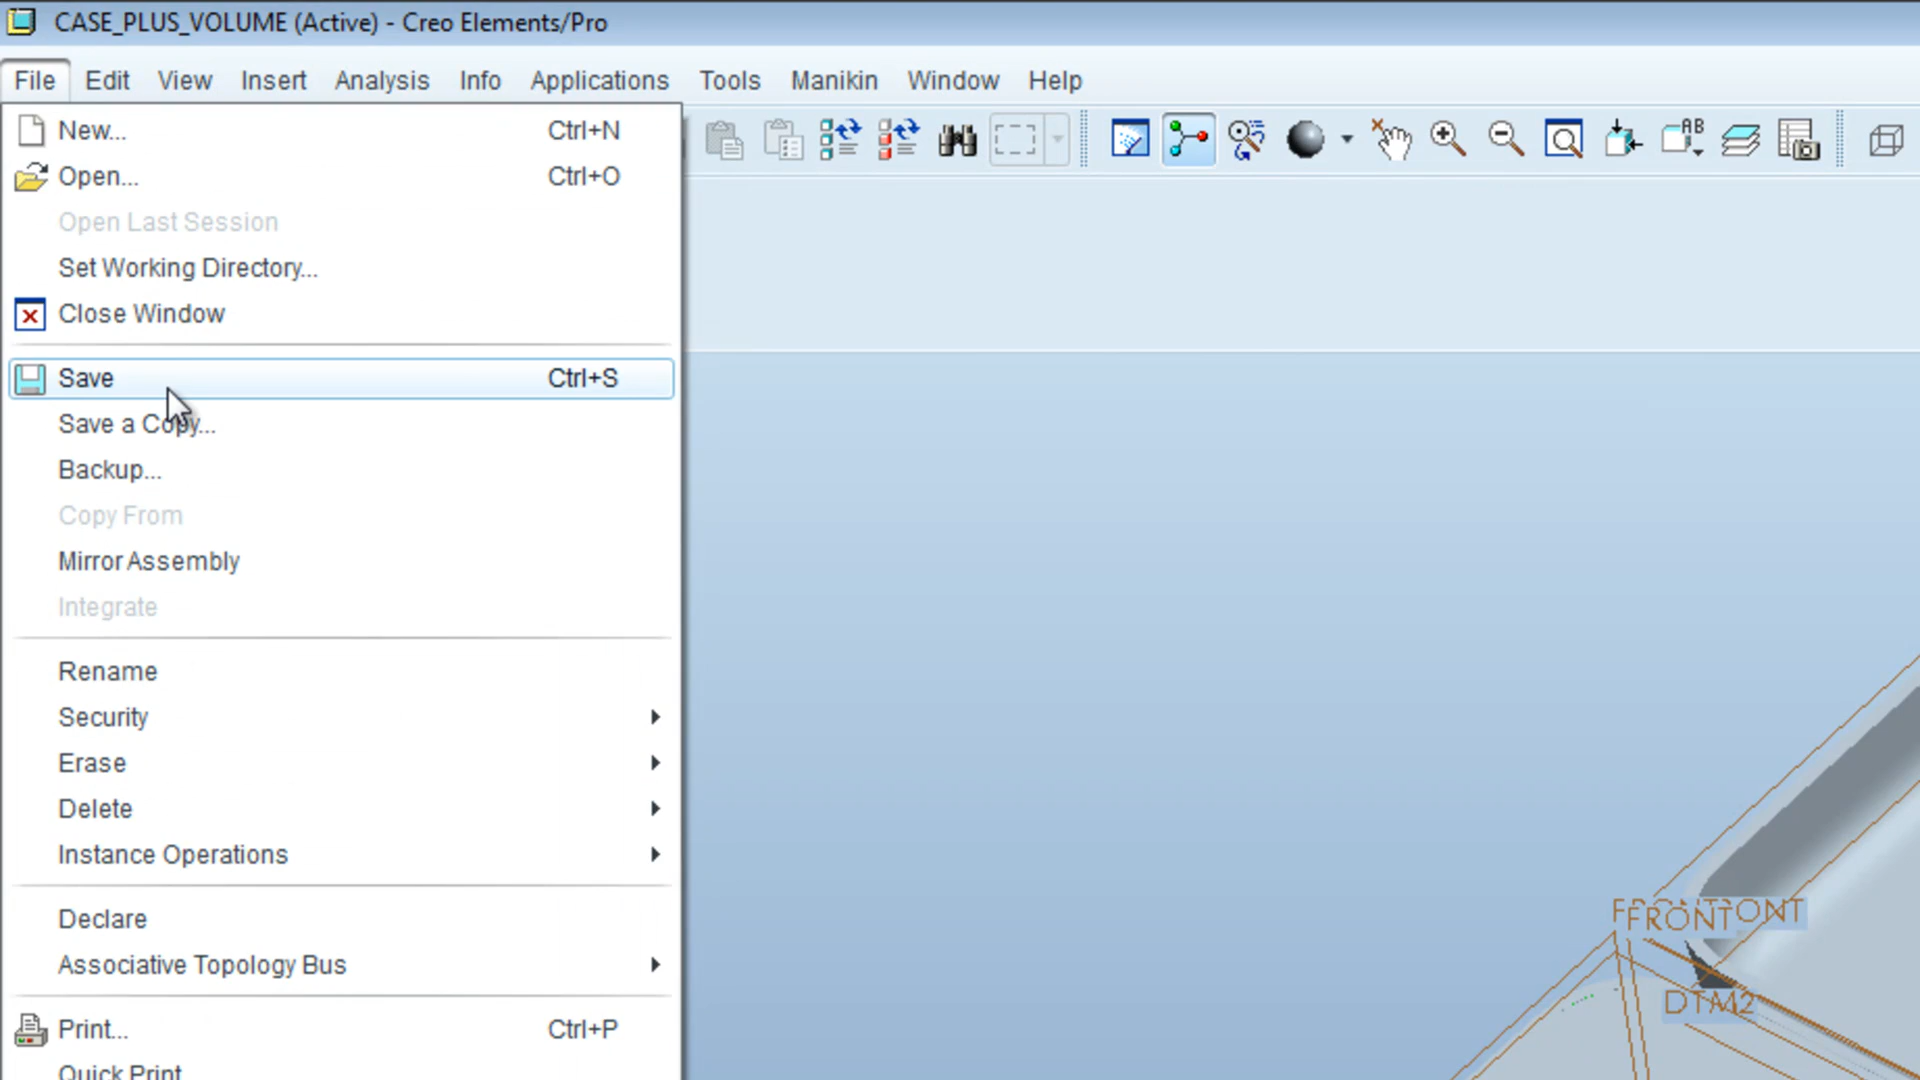 CASE_PLUS_VOLUME (Active) - Creo Elements/Pro
File Edit View Insert Analysis Info Applications Tools Manikin Window Help
New... Ctrl+N
Open... Ctrl+O
Open Last Session
Set Working Directory...
Close Window
Save Ctrl+S
Save a Copy...
Backup...
Copy From
Mirror Assembly
Integrate
Rename
Security
Erase
Delete
Instance Operations
Declare
Associative Topology Bus
Print... Ctrl+P
Quick Print
AB
FRONT
DTM2